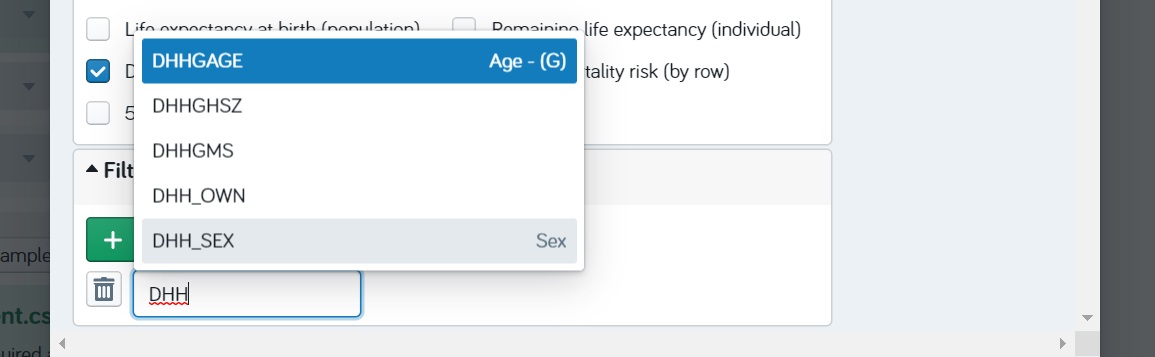 Life expectancy at birth (population)
Remaining life expectancy (individual)
D
tality risk (by row)
5
DHHGAGE Age - (G)
DHHGHSZ
DHHGMS
DHH_OWN
DHH_SEX Sex
Filt
+
DHH
ample
nt.cs
uired